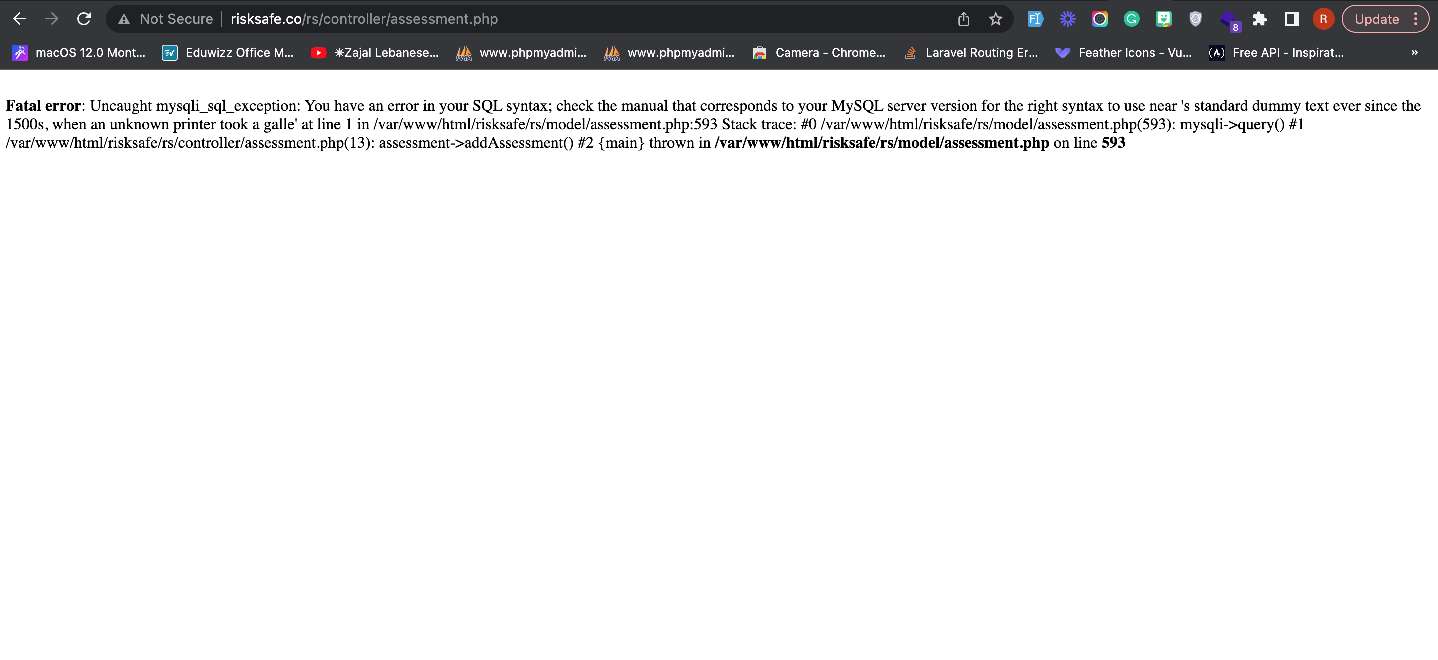 Not Secure risksafe.co/rs/controller/assessment.php FI G 8 R Update
macOS 12.0 Mont... Eduwizz Office M... ✳Zajal Lebanese... www.phpmyadmi... www.phpmyadmi... Camera - Chrome... Laravel Routing Er... Feather Icons - Vu... (A) Free API - Inspirat... »
Fatal error: Uncaught mysqli_sql_exception: You have an error in your SQL syntax; check the manual that corresponds to your MySQL server version for the right syntax to use near 's standard dummy text ever since the
1500s, when an unknown printer took a galle' at line 1 in /var/www/html/risksafe/rs/model/assessment.php:593 Stack trace: #0 /var/www/html/risksafe/rs/model/assessment.php(593): mysqli->query() #1
/var/www/html/risksafe/rs/controller/assessment.php(13): assessment->addAssessment() #2 {main} thrown in /var/www/html/risksafe/rs/model/assessment.php on line 593